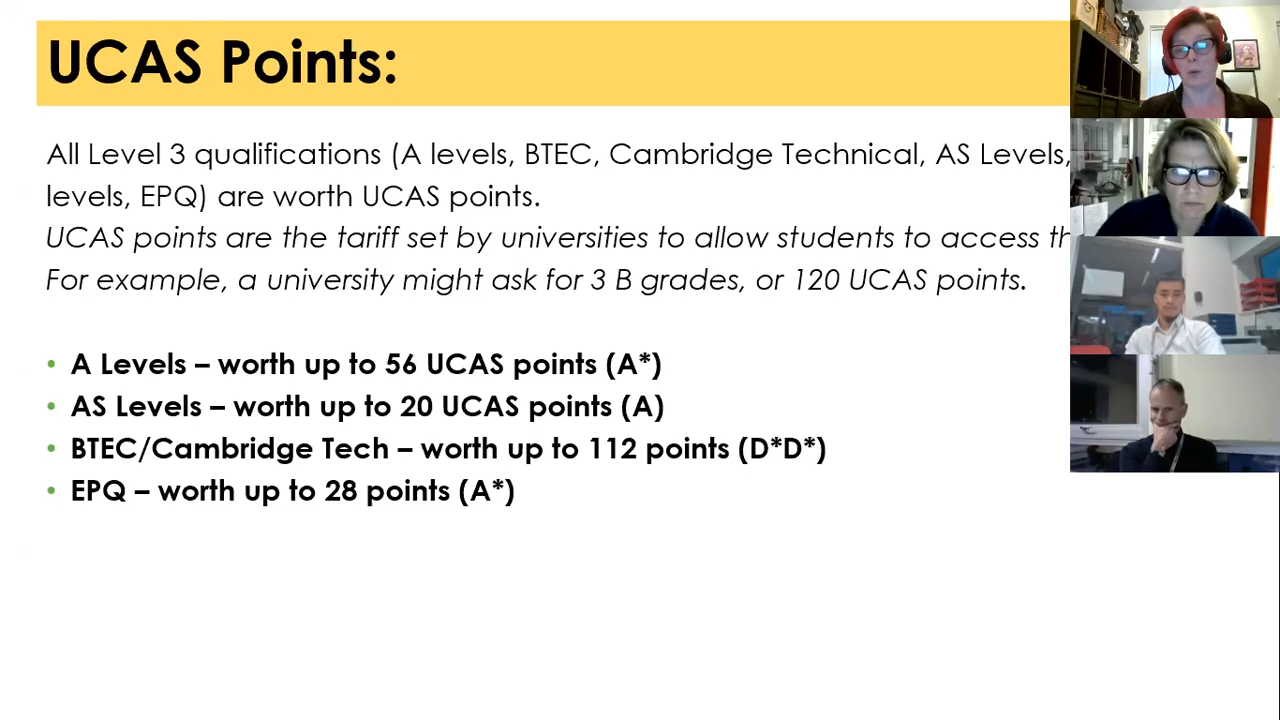 UCAS Points:
All Level 3 qualifications (A levels, BTEC, Cambridge Technical, AS Levels,
levels, EPQ) are worth UCAS points.
UCAS points are the tariff set by universities to allow students to access
For example, a university might ask for 3 B grades, or 120 UCAS points.
• A Levels – worth up to 56 UCAS points (A*)
• AS Levels – worth up to 20 UCAS points (A)
• BTEC/Cambridge Tech – worth up to 112 points (D*D*)
• EPQ – worth up to 28 points (A*)